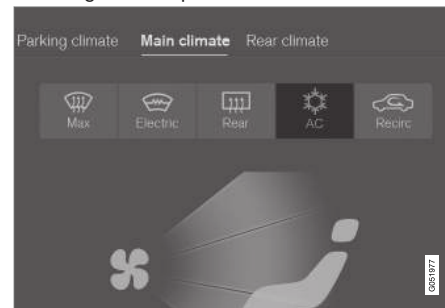 Parking climate Main climate Rear climate
Max Electric Rear AC Recirc
G051977